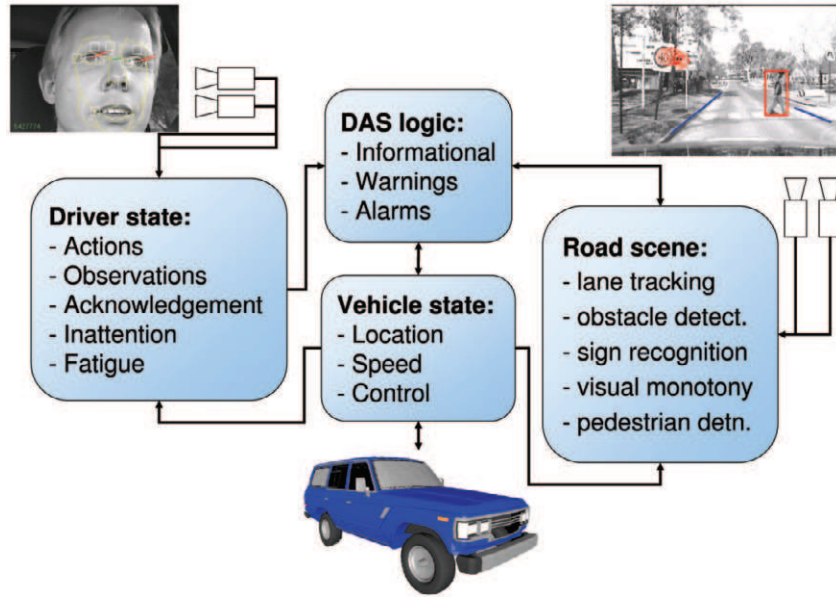 DAS logic:
- Informational
- Warnings
- Alarms
Driver state:
- Actions
- Observations
- Acknowledgement
- Inattention
- Fatigue
Vehicle state:
- Location
- Speed
- Control
Road scene:
- lane tracking
- obstacle detect.
- sign recognition
- visual monotony
- pedestrian detn.